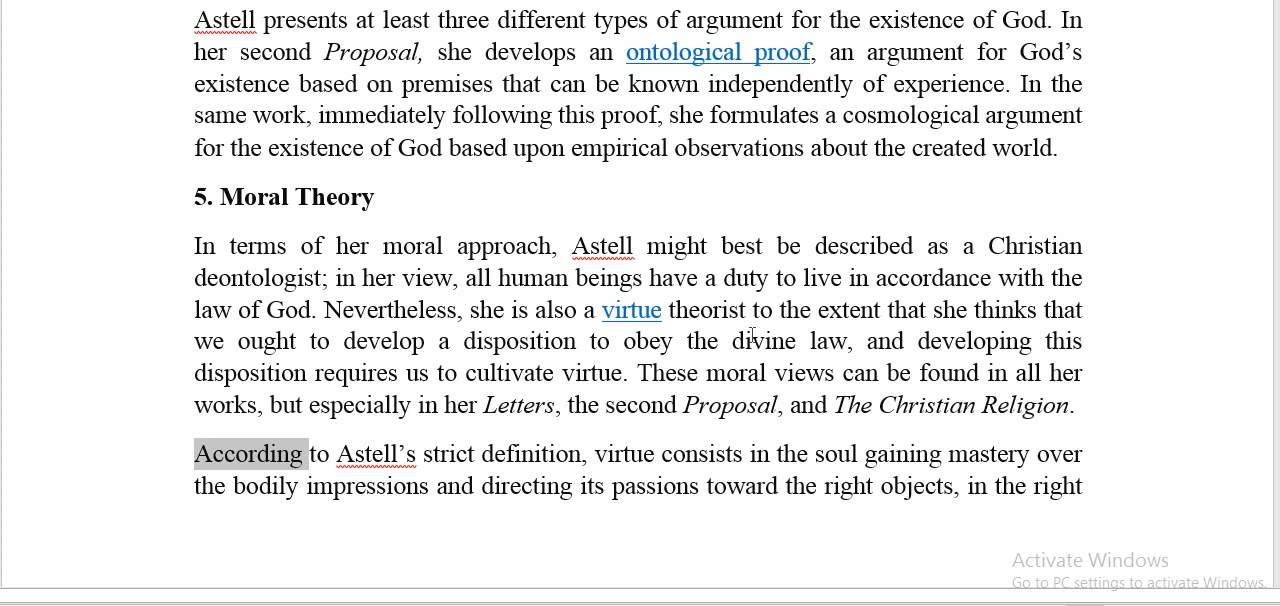 Astell presents at least three different types of argument for the existence of God. In
her second Proposal, she develops an ontological proof, an argument for God’s
existence based on premises that can be known independently of experience. In the
same work, immediately following this proof, she formulates a cosmological argument
for the existence of God based upon empirical observations about the created world.
5. Moral Theory
In terms of her moral approach, Astell might best be described as a Christian
deontologist; in her view, all human beings have a duty to live in accordance with the
law of God. Nevertheless, she is also a virtue theorist to the extent that she thinks that
we ought to develop a disposition to obey the divine law, and developing this
disposition requires us to cultivate virtue. These moral views can be found in all her
works, but especially in her Letters, the second Proposal, and The Christian Religion.
According to Astell’s strict definition, virtue consists in the soul gaining mastery over
the bodily impressions and directing its passions toward the right objects, in the right
Activate Windows
Go to PC settings to activate Windows.